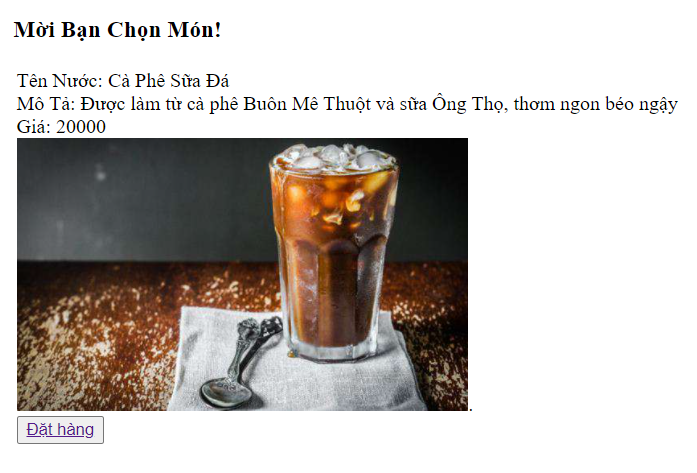 Mời Bạn Chọn Món!
Tên Nước: Cà Phê Sữa Đá
Mô Tả: Được làm từ cà phê Buôn Mê Thuột và sữa Ông Thọ, thơm ngon béo ngậy
Giá: 20000
.
Đặt hàng